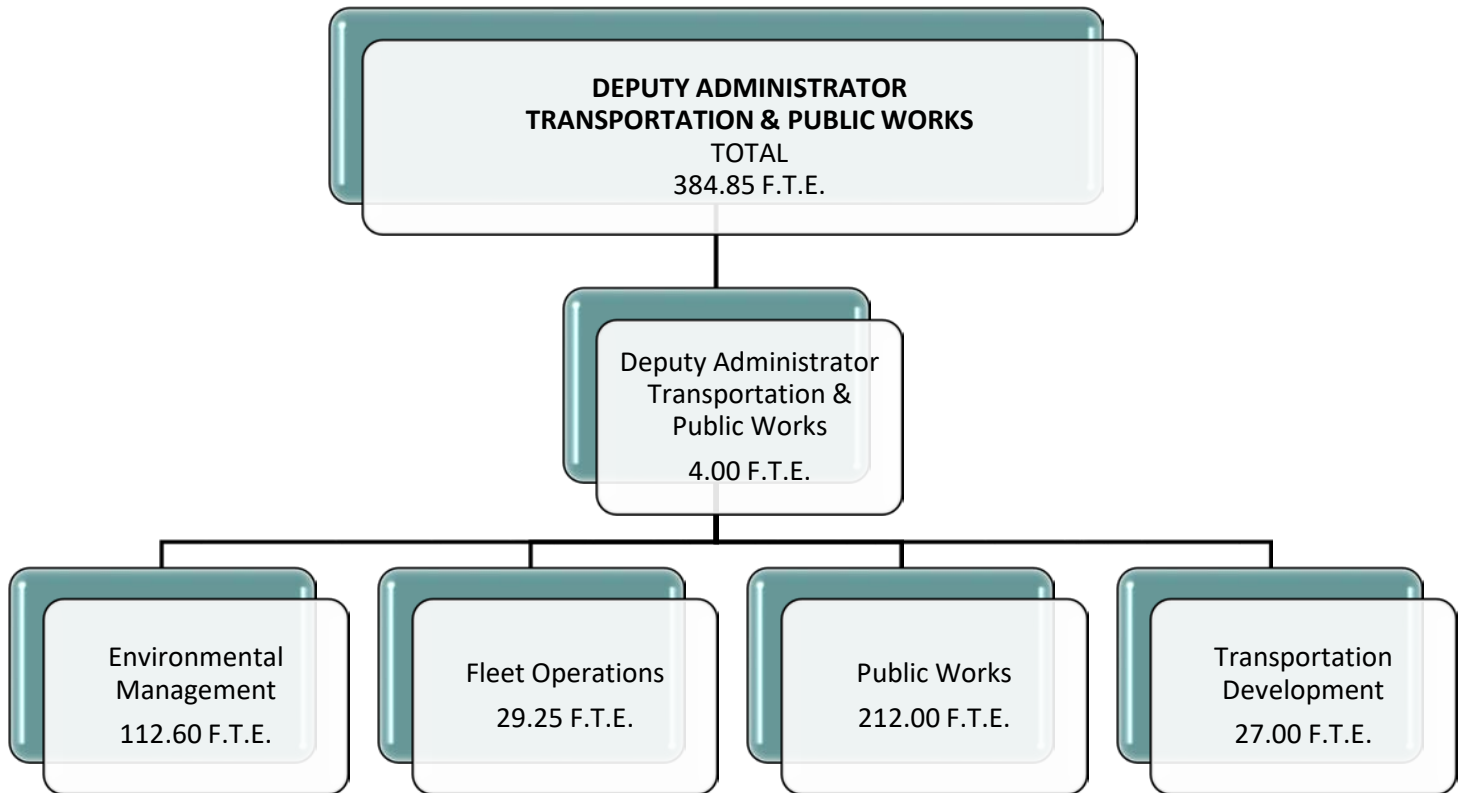 DEPUTY ADMINISTRATOR
TRANSPORTATION & PUBLIC WORKS
TOTAL
384.85 F.T.E.
Deputy Administrator
Transportation &
Public Works
4.00 F.T.E.
Environmental
Management
112.60 F.T.E.
Fleet Operations
29.25 F.T.E.
Public Works
212.00 F.T.E.
Transportation
Development
27.00 F.T.E.